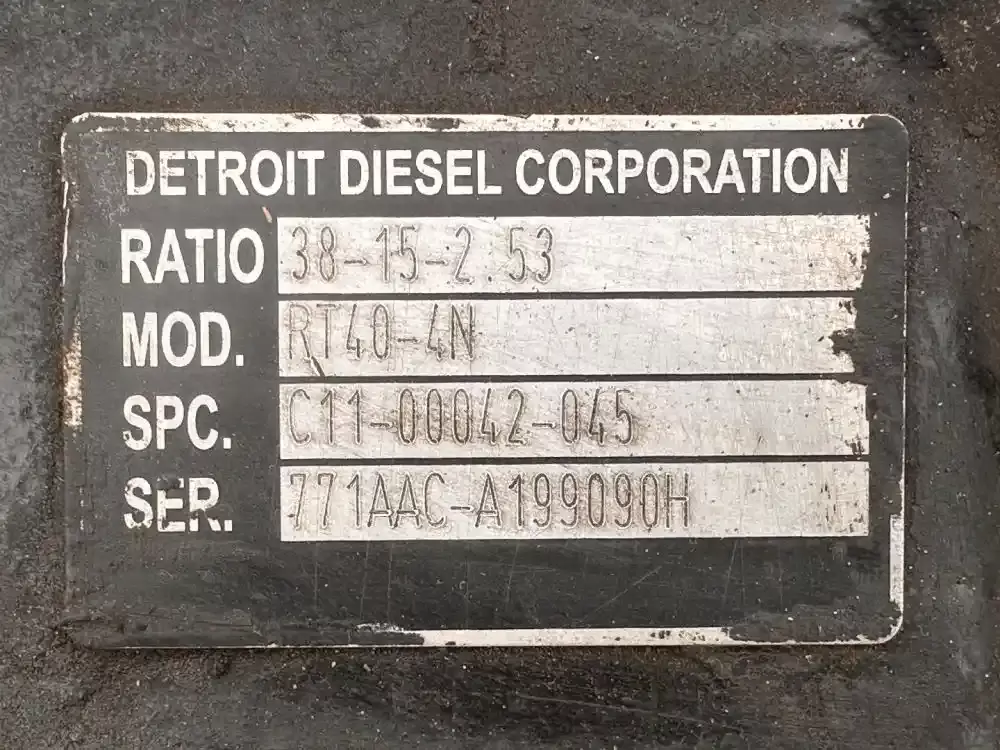 DETROIT DIESEL CORPORATION
RATIO 38-15-2.53
MOD. RT40-4N
SPC. C11-00042-045
SER. 771AAC-A199090H